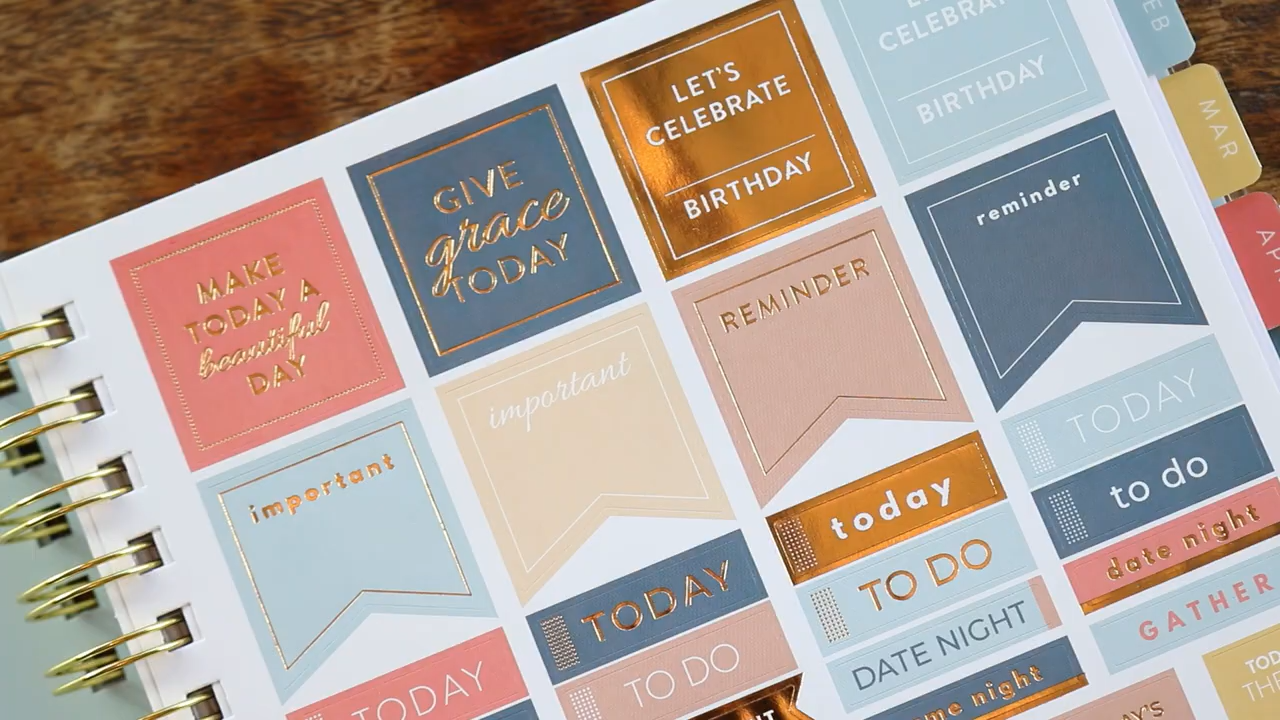 MAKE
TODAY A
beautiful
DAY
GIVE
grace
TODAY
LET'S
CELEBRATE
BIRTHDAY
CELEBRATE
BIRTHDAY
MAR
important
important
REMINDER
reminder
TODAY
TODAY
TO DO
today
TO DO
DATE NIGHT
night
TODAY
to do
date night
GATHER